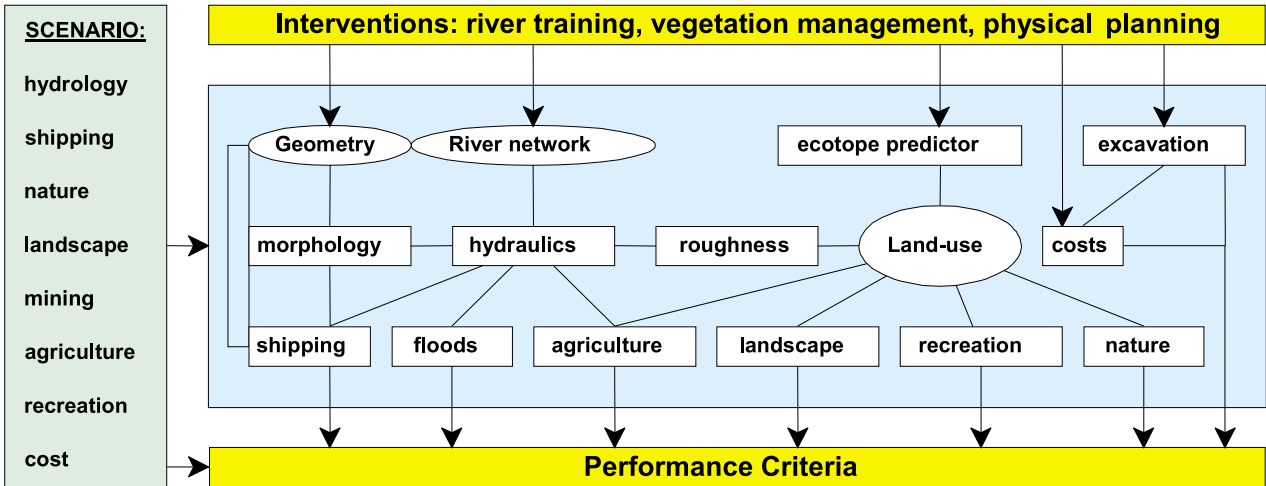 SCENARIO:
hydrology
shipping
nature
landscape
mining
agriculture
recreation
cost
Interventions: river training, vegetation management, physical planning
Geometry
River network
ecotope predictor
excavation
morphology
hydraulics
roughness
Land-use
costs
shipping
floods
agriculture
landscape
recreation
nature
Performance Criteria